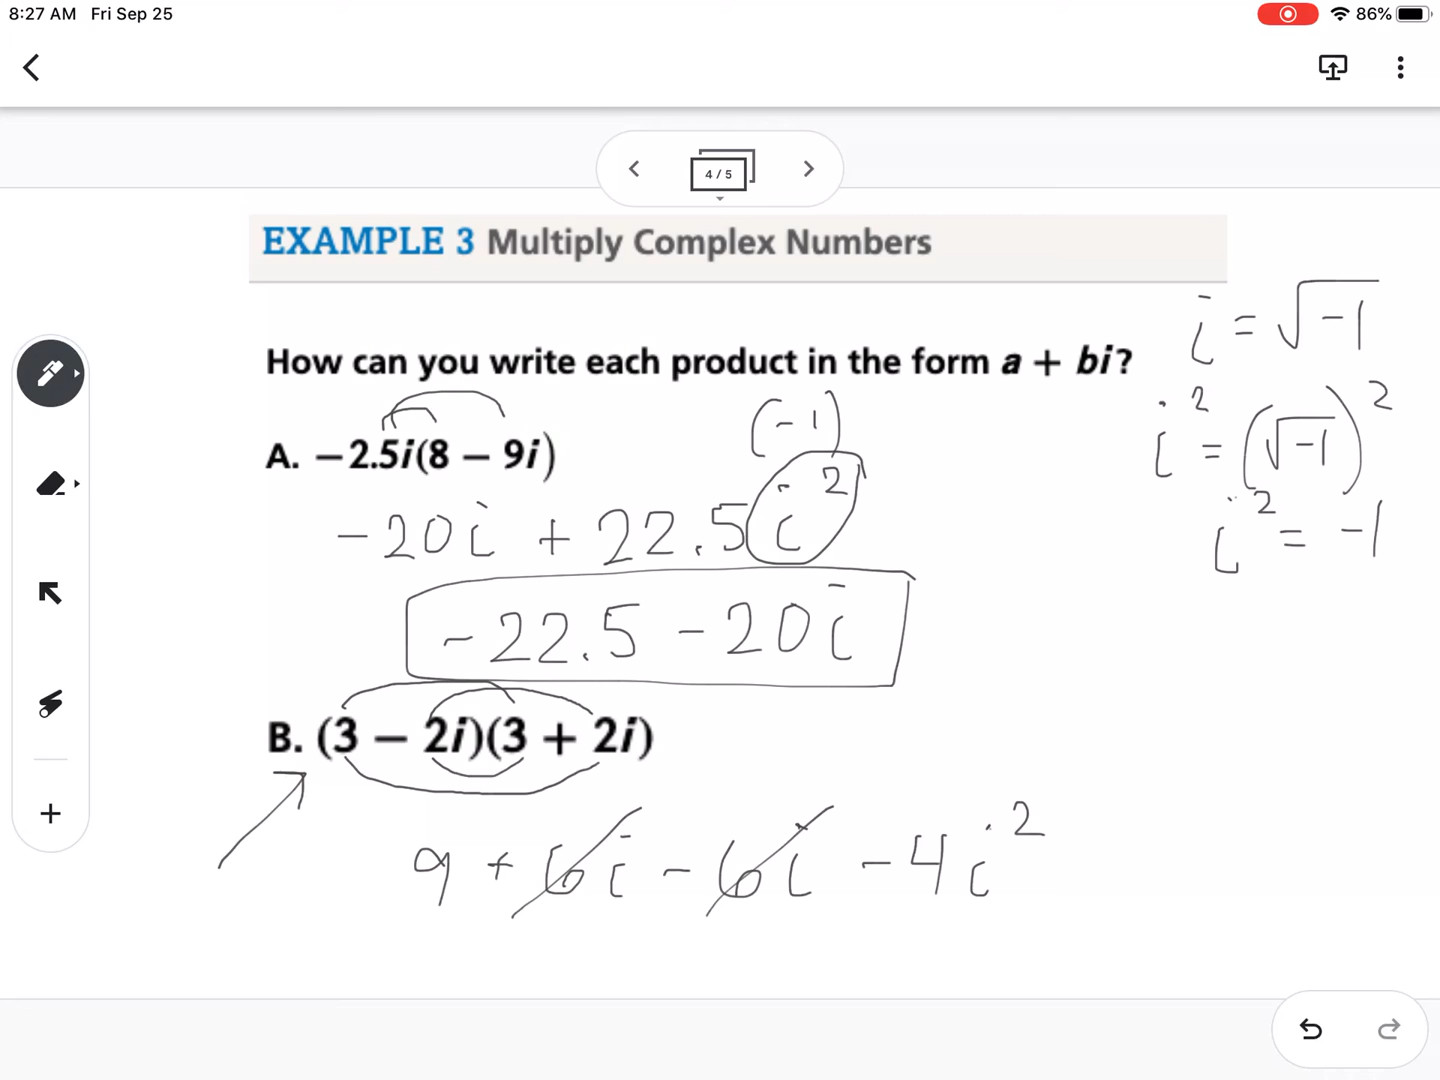 8:27 AM Fri Sep 25
86%
4 / 5
EXAMPLE 3 Multiply Complex Numbers
i = √-1
How can you write each product in the form a + bi?
i² = (√-1)²
(-1)
A. −2.5i(8 − 9i)
-20i + 22.5i²
i² = -1
-22.5 - 20i
B. (3 − 2i)(3 + 2i)
9 + 6i - 6i - 4i²